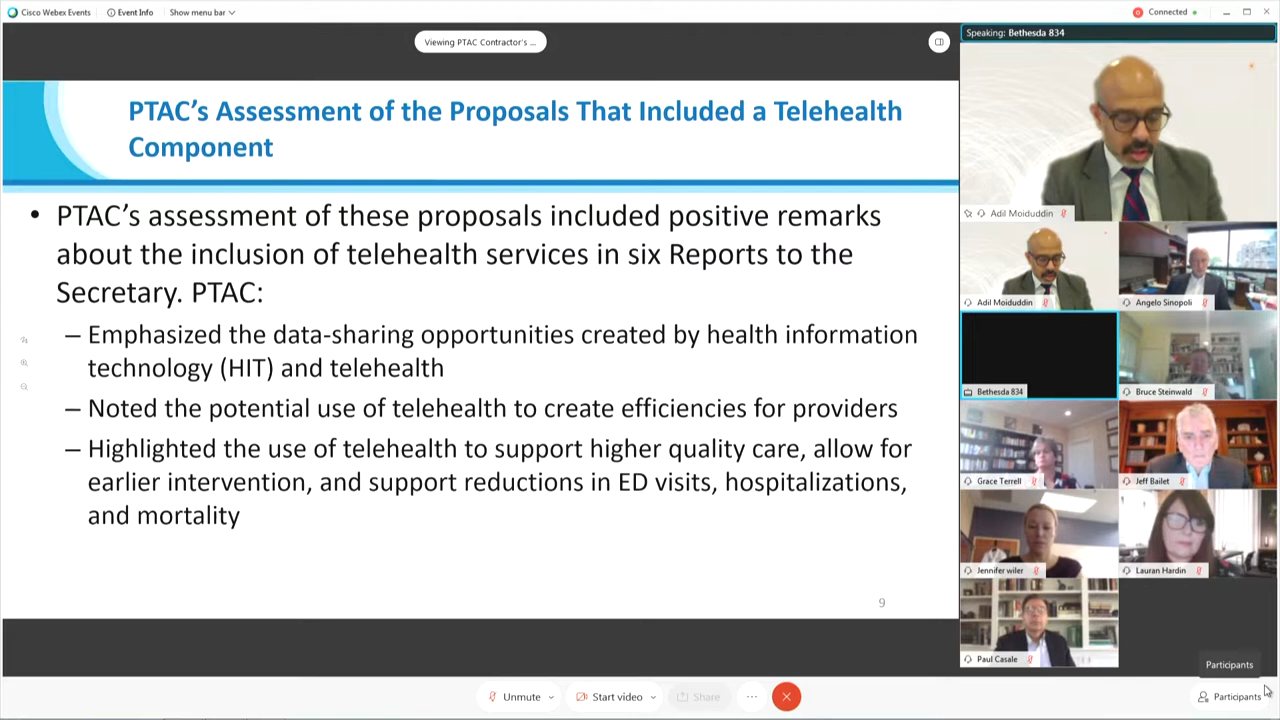 Cisco Webex Events
Event Info
Show menu bar
Connected
Viewing PTAC Contractor's ...
Speaking: Bethesda 834
PTAC's Assessment of the Proposals That Included a Telehealth
Component
• PTAC's assessment of these proposals included positive remarks
about the inclusion of telehealth services in six Reports to the
Secretary. PTAC:
– Emphasized the data-sharing opportunities created by health information
technology (HIT) and telehealth
– Noted the potential use of telehealth to create efficiencies for providers
– Highlighted the use of telehealth to support higher quality care, allow for
earlier intervention, and support reductions in ED visits, hospitalizations,
and mortality
9
Adil Moiduddin
Adil Moiduddin
Angelo Sinopoli
Bethesda 834
Bruce Steinwald
Grace Terrell
Jeff Bailet
Jennifer wiler
Lauran Hardin
Paul Casale
Participants
Unmute
Start video
Share
Participants